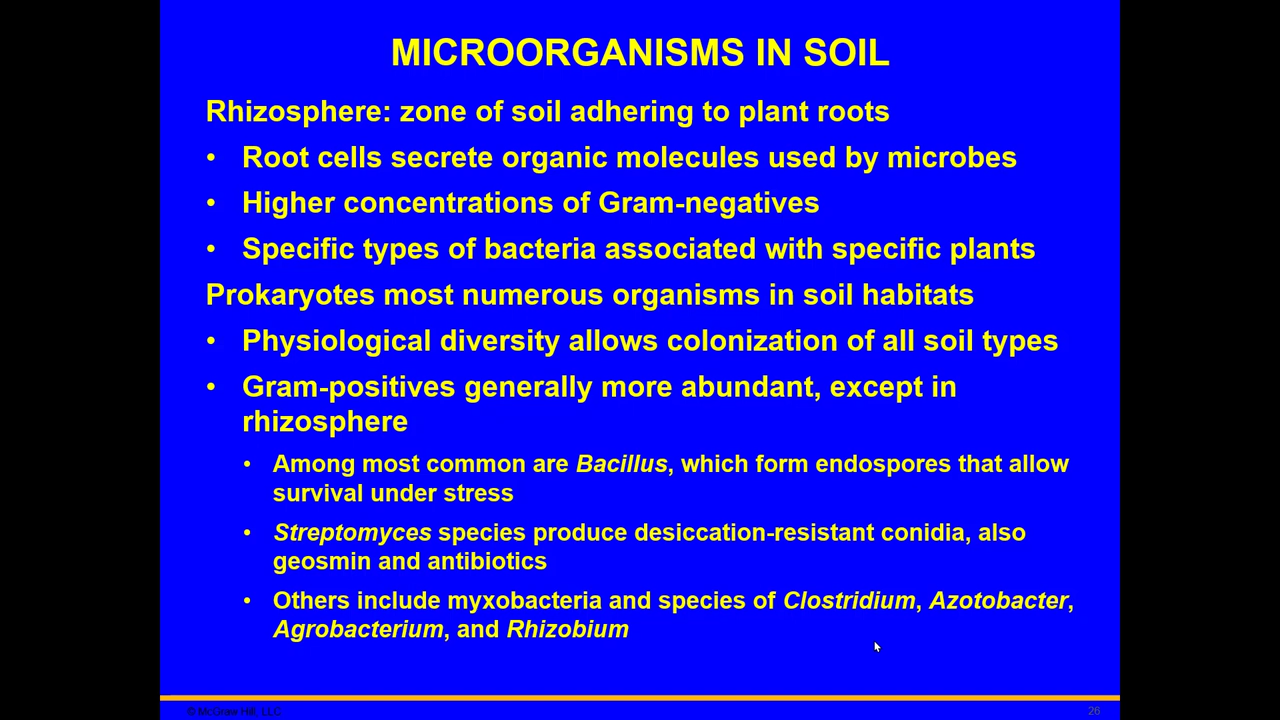 MICROORGANISMS IN SOIL
Rhizosphere: zone of soil adhering to plant roots
• Root cells secrete organic molecules used by microbes
• Higher concentrations of Gram-negatives
• Specific types of bacteria associated with specific plants
Prokaryotes most numerous organisms in soil habitats
• Physiological diversity allows colonization of all soil types
• Gram-positives generally more abundant, except in
rhizosphere
• Among most common are Bacillus, which form endospores that allow
survival under stress
• Streptomyces species produce desiccation-resistant conidia, also
geosmin and antibiotics
• Others include myxobacteria and species of Clostridium, Azotobacter,
Agrobacterium, and Rhizobium
© McGraw Hill, LLC
26